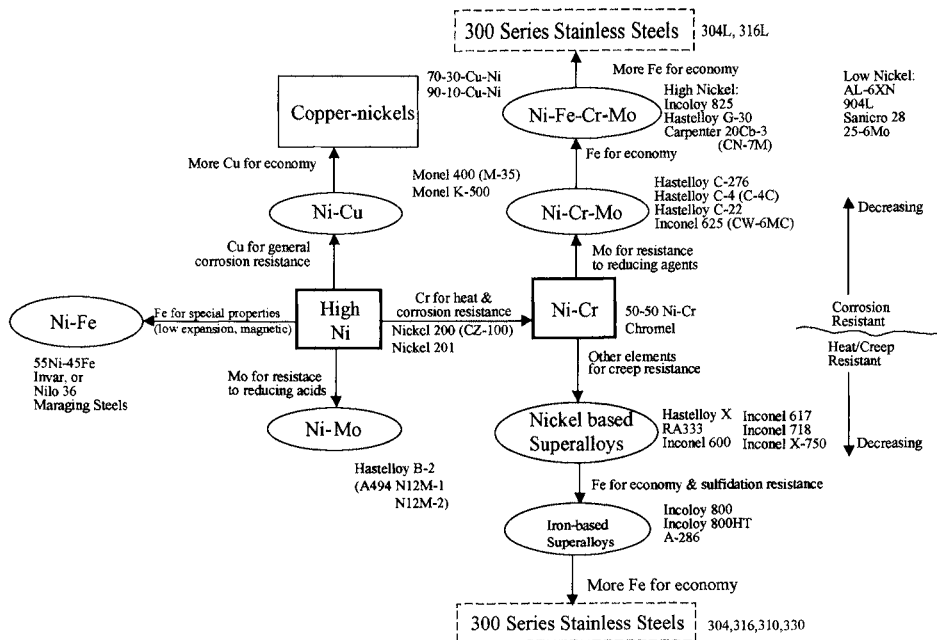 300 Series Stainless Steels
304L, 316L
More Fe for economy
70-30-Cu-Ni
90-10-Cu-Ni
Copper-nickels
Ni-Fe-Cr-Mo
High Nickel:
Incoloy 825
Hastelloy G-30
Carpenter 20Cb-3
(CN-7M)
Low Nickel:
AL-6XN
904L
Sanicro 28
25-6Mo
More Cu for economy
Fe for economy
Monel 400 (M-35)
Monel K-500
Ni-Cu
Ni-Cr-Mo
Hastelloy C-276
Hastelloy C-4 (C-4C)
Hastelloy C-22
Inconel 625 (CW-6MC)
Decreasing
Cu for general
corrosion resistance
Mo for resistance
to reducing agents
Ni-Fe
Fe for special properties
(low expansion, magnetic)
High
Ni
Cr for heat &
corrosion resistance
Nickel 200 (CZ-100)
Nickel 201
Ni-Cr
50-50 Ni-Cr
Chromel
Corrosion
Resistant
Heat/Creep
Resistant
55Ni-45Fe
Invar, or
Nilo 36
Maraging Steels
Mo for resistace
to reducing acids
Other elements
for creep resistance
Ni-Mo
Nickel based
Superalloys
Hastelloy X
RA333
Inconel 600
Inconel 617
Inconel 718
Inconel X-750
Decreasing
Hastelloy B-2
(A494 N12M-1
N12M-2)
Fe for economy & sulfidation resistance
Iron-based
Superalloys
Incoloy 800
Incoloy 800HT
A-286
More Fe for economy
300 Series Stainless Steels
304,316,310,330